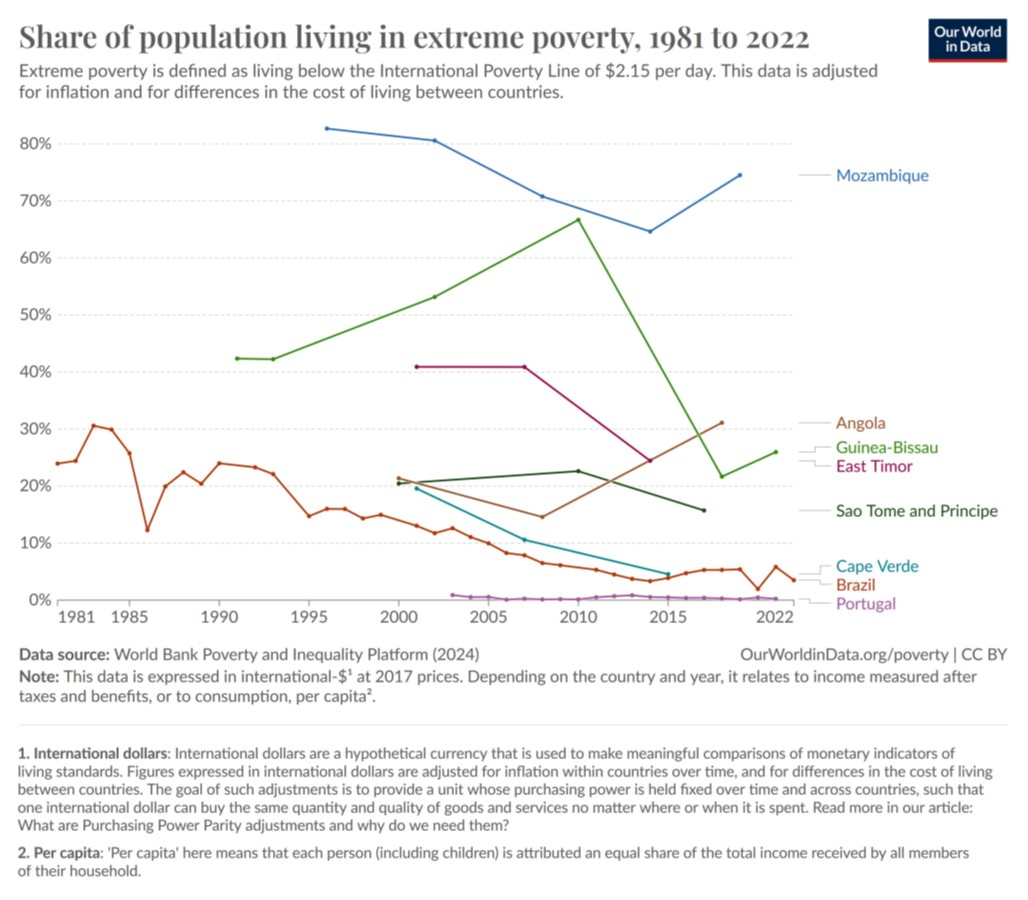 Share of population living in extreme poverty, 1981 to 2022
Our World
in Data
Extreme poverty is defined as living below the International Poverty Line of $2.15 per day. This data is adjusted
for inflation and for differences in the cost of living between countries.
80%
70%
60%
50%
40%
30%
20%
10%
0%
Mozambique
Angola
Guinea-Bissau
East Timor
Sao Tome and Principe
Cape Verde
Brazil
Portugal
1981
1985
1990
1995
2000
2005
2010
2015
2022
Data source: World Bank Poverty and Inequality Platform (2024)
OurWorldinData.org/poverty | CC BY
Note: This data is expressed in international-$¹ at 2017 prices. Depending on the country and year, it relates to income measured after
taxes and benefits, or to consumption, per capita².
1. International dollars: International dollars are a hypothetical currency that is used to make meaningful comparisons of monetary indicators of
living standards. Figures expressed in international dollars are adjusted for inflation within countries over time, and for differences in the cost of living
between countries. The goal of such adjustments is to provide a unit whose purchasing power is held fixed over time and across countries, such that
one international dollar can buy the same quantity and quality of goods and services no matter where or when it is spent. Read more in our article:
What are Purchasing Power Parity adjustments and why do we need them?
2. Per capita: 'Per capita' here means that each person (including children) is attributed an equal share of the total income received by all members
of their household.